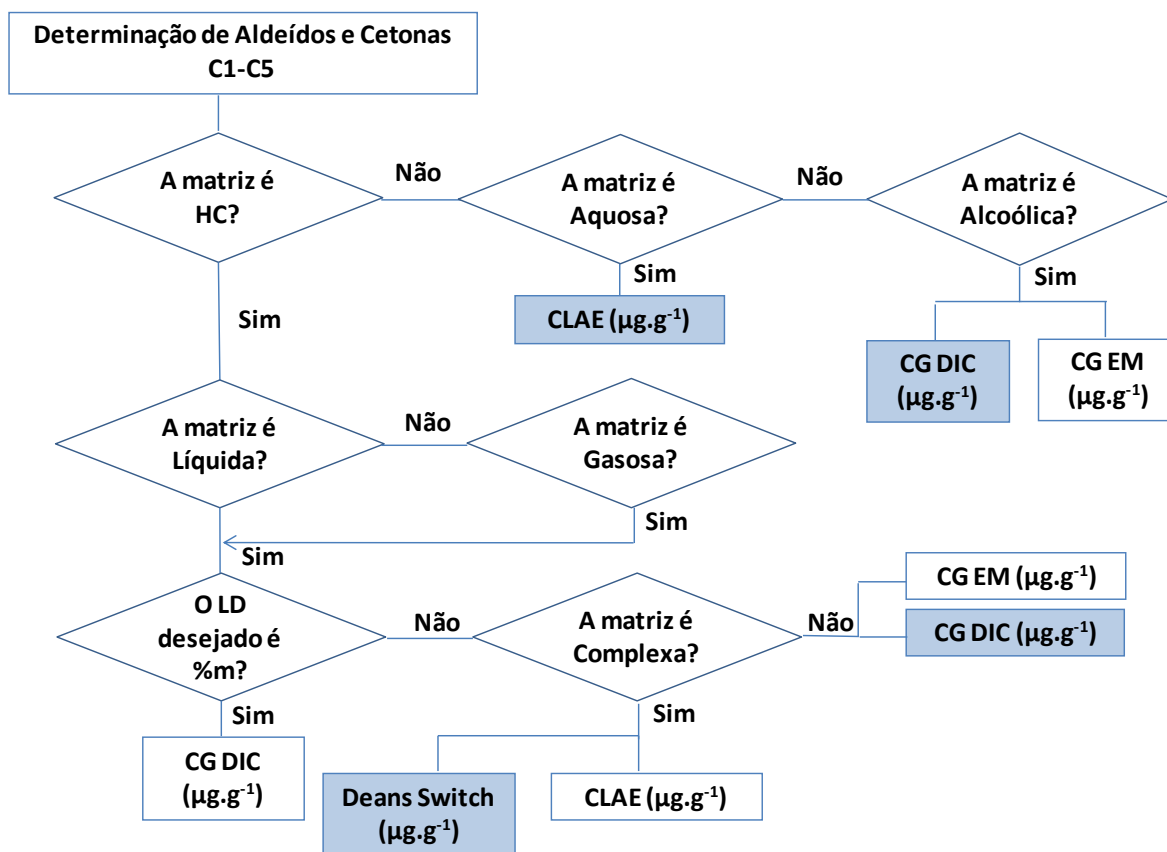 Determinação de Aldeídos e Cetonas
C1-C5
A matriz é
HC?
Não
A matriz é
Aquosa?
Não
A matriz é
Alcoólica?
Sim
Sim
Sim
CLAE (µg.g⁻¹)
CG DIC
(µg.g⁻¹)
CG EM
(µg.g⁻¹)
A matriz é
Líquida?
Não
A matriz é
Gasosa?
Sim
Sim
O LD
desejado é
%m?
Não
A matriz é
Complexa?
Não
CG EM (µg.g⁻¹)
CG DIC (µg.g⁻¹)
Sim
Sim
CG DIC
(µg.g⁻¹)
Deans Switch
(µg.g⁻¹)
CLAE (µg.g⁻¹)